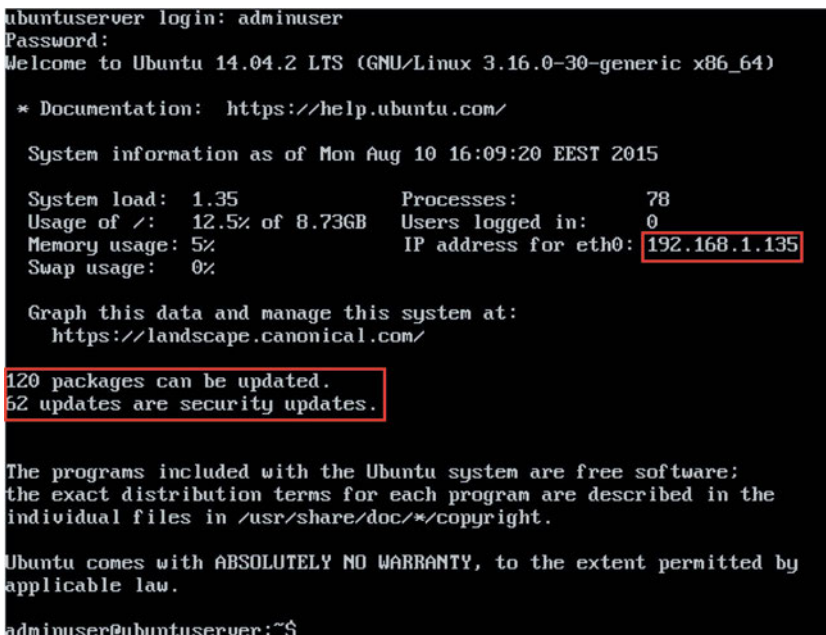 ubuntuserver login: adminuser
Password:
Welcome to Ubuntu 14.04.2 LTS (GNU/Linux 3.16.0-30-generic x86_64)
* Documentation: https://help.ubuntu.com/
System information as of Mon Aug 10 16:09:20 EEST 2015
System load: 1.35 Processes: 78
Usage of /: 12.5% of 8.73GB Users logged in: 0
Memory usage: 5% IP address for eth0: 192.168.1.135
Swap usage: 0%
Graph this data and manage this system at:
https://landscape.canonical.com/
120 packages can be updated.
62 updates are security updates.
The programs included with the Ubuntu system are free software;
the exact distribution terms for each program are described in the
individual files in /usr/share/doc/*/copyright.
Ubuntu comes with ABSOLUTELY NO WARRANTY, to the extent permitted by
applicable law.
adminuser@ubuntuserver:~$